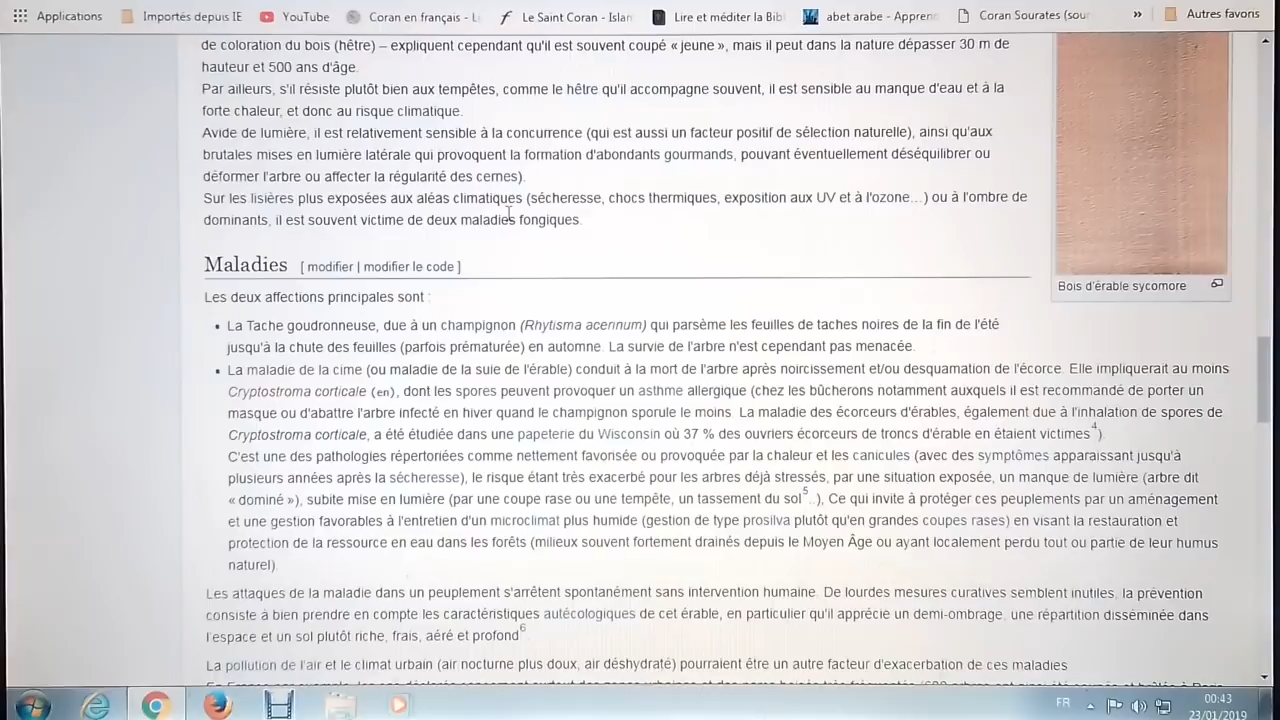 Applications
Importés depuis IE
YouTube
Coran en français - L
Le Saint Coran - Islan
Lire et méditer la Bib
abet arabe - Appren
Coran Sourates (sou
»
Autres favoris
de coloration du bois (hêtre) – expliquent cependant qu'il est souvent coupé « jeune », mais il peut dans la nature dépasser 30 m de
hauteur et 500 ans d'âge.
Par ailleurs, s'il résiste plutôt bien aux tempêtes, comme le hêtre qu'il accompagne souvent, il est sensible au manque d'eau et à la
forte chaleur, et donc au risque climatique.
Avide de lumière, il est relativement sensible à la concurrence (qui est aussi un facteur positif de sélection naturelle), ainsi qu'aux
brutales mises en lumière latérale qui provoquent la formation d'abondants gourmands, pouvant éventuellement déséquilibrer ou
déformer l'arbre ou affecter la régularité des cernes).
Sur les lisières plus exposées aux aléas climatiques (sécheresse, chocs thermiques, exposition aux UV et à l'ozone...) ou à l'ombre de
dominants, il est souvent victime de deux maladies fongiques.
Bois d'érable sycomore
Maladies [ modifier | modifier le code ]
Les deux affections principales sont :
▪ La Tache goudronneuse, due à un champignon (Rhytisma acerinum) qui parsème les feuilles de taches noires de la fin de l'été
jusqu'à la chute des feuilles (parfois prématurée) en automne. La survie de l'arbre n'est cependant pas menacée.
▪ La maladie de la cime (ou maladie de la suie de l'érable) conduit à la mort de l'arbre après noircissement et/ou desquamation de l'écorce. Elle impliquerait au moins
Cryptostroma corticale (en), dont les spores peuvent provoquer un asthme allergique (chez les bûcherons notamment auxquels il est recommandé de porter un
masque ou d'abattre l'arbre infecté en hiver quand le champignon sporule le moins. La maladie des écorceurs d'érables, également due à l'inhalation de spores de
Cryptostroma corticale, a été étudiée dans une papeterie du Wisconsin où 37 % des ouvriers écorceurs de troncs d'érable en étaient victimes4).
C'est une des pathologies répertoriées comme nettement favorisée ou provoquée par la chaleur et les canicules (avec des symptômes apparaissant jusqu'à
plusieurs années après la sécheresse), le risque étant très exacerbé pour les arbres déjà stressés, par une situation exposée, un manque de lumière (arbre dit
« dominé »), subite mise en lumière (par une coupe rase ou une tempête, un tassement du sol5...), Ce qui invite à protéger ces peuplements par un aménagement
et une gestion favorables à l'entretien d'un microclimat plus humide (gestion de type prosilva plutôt qu'en grandes coupes rases) en visant la restauration et
protection de la ressource en eau dans les forêts (milieux souvent fortement drainés depuis le Moyen Âge ou ayant localement perdu tout ou partie de leur humus
naturel).
Les attaques de la maladie dans un peuplement s'arrêtent spontanément sans intervention humaine. De lourdes mesures curatives semblent inutiles, la prévention
consiste à bien prendre en compte les caractéristiques autécologiques de cet érable, en particulier qu'il apprécie un demi-ombrage, une répartition disséminée dans
l'espace et un sol plutôt riche, frais, aéré et profond6
La pollution de l'air et le climat urbain (air nocturne plus doux, air déshydraté) pourraient être un autre facteur d'exacerbation de ces maladies
FR
00:43
23/01/2019